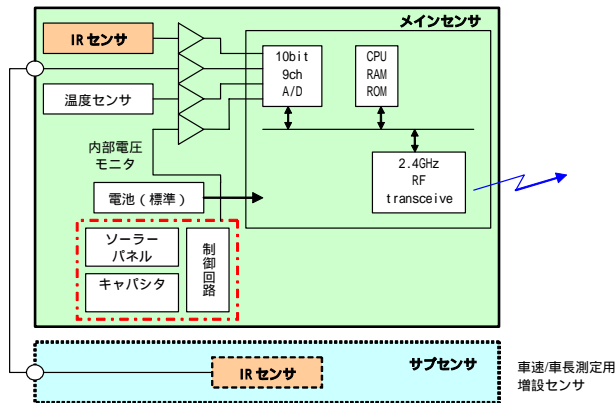 メインセンサ
IRセンサ
10bit
9ch
A/D
CPU
RAM
ROM
温度センサ
内部電圧
モニタ
2.4GHz
RF
transceive
電池(標準)
ソーラー
パネル
制御回路
キャパシタ
サブセンサ
IRセンサ
車速/車長測定用
増設センサ